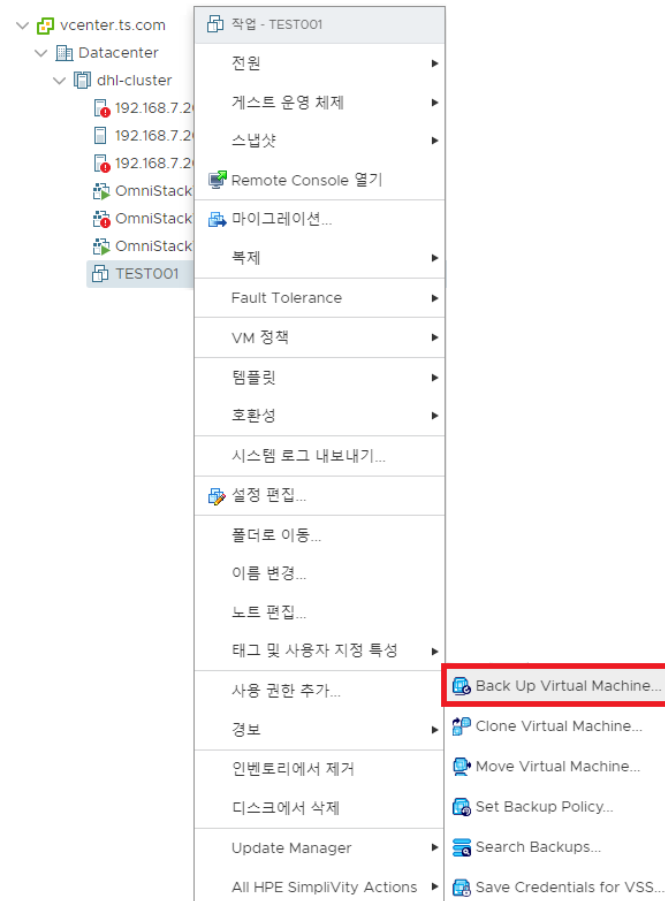 vcenter.ts.com
Datacenter
dhl-cluster
192.168.7.2
192.168.7.2
192.168.7.2
OmniStack
OmniStack
OmniStack
TEST001
작업 - TEST001
전원
게스트 운영 체제
스냅샷
Remote Console 열기
마이그레이션...
복제
Fault Tolerance
VM 정책
템플릿
호환성
시스템 로그 내보내기...
설정 편집...
폴더로 이동...
이름 변경...
노트 편집...
태그 및 사용자 지정 특성
사용 권한 추가...
경보
인벤토리에서 제거
디스크에서 삭제
Update Manager
All HPE SimpliVity Actions
Back Up Virtual Machine...
Clone Virtual Machine...
Move Virtual Machine...
Set Backup Policy...
Search Backups...
Save Credentials for VSS...